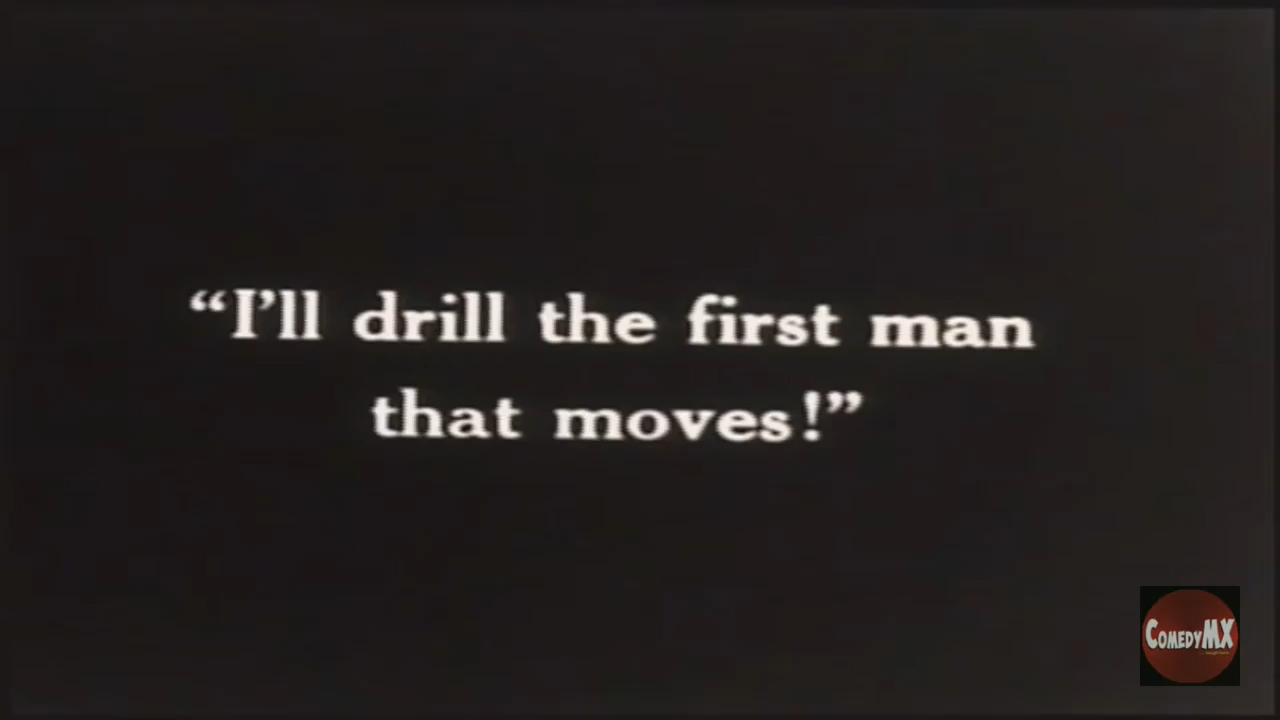 “I’ll drill the first man
that moves!”
COMEDYMX